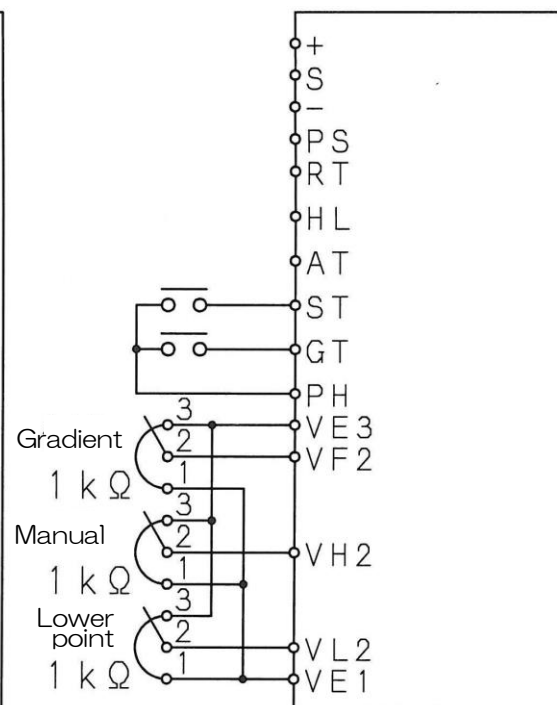 +
S
−
PS
RT
HL
AT
ST
GT
PH
3
VE3
Gradient
2
VF2
1
1 kΩ
3
Manual
2
VH2
1
1 kΩ
3
Lower
point
2
VL2
1
1 kΩ
VE1